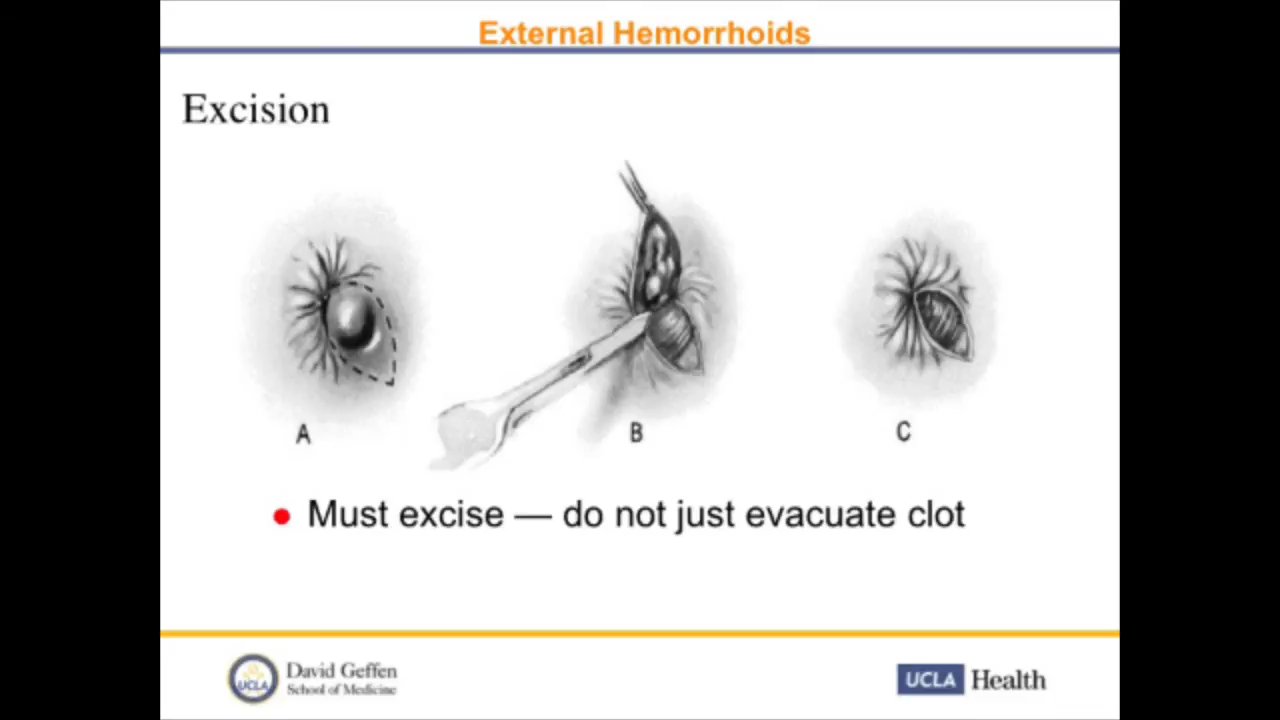 External Hemorrhoids
Excision
A
B
C
● Must excise — do not just evacuate clot
UCLA
David Geffen
School of Medicine
UCLA Health